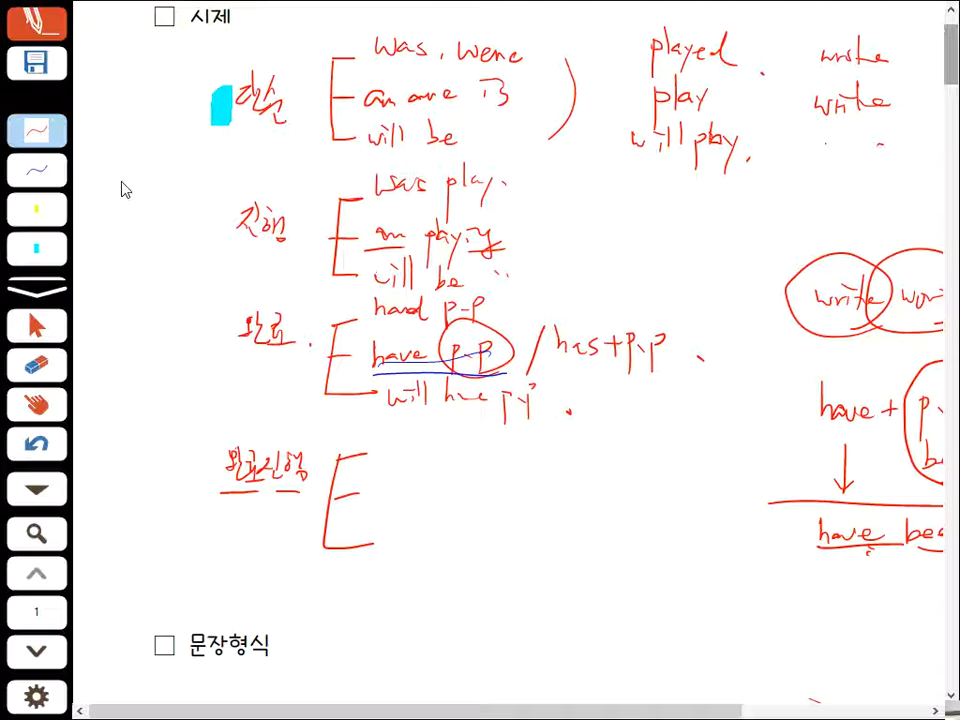 시제
was, were played write
단순 am are is play write
will be will play.
was play.
진행 am playing
will be "
write
had p-p
완료. have p.p / has+p.p
will have p.p. have +
완료진행
have
문장형식
1